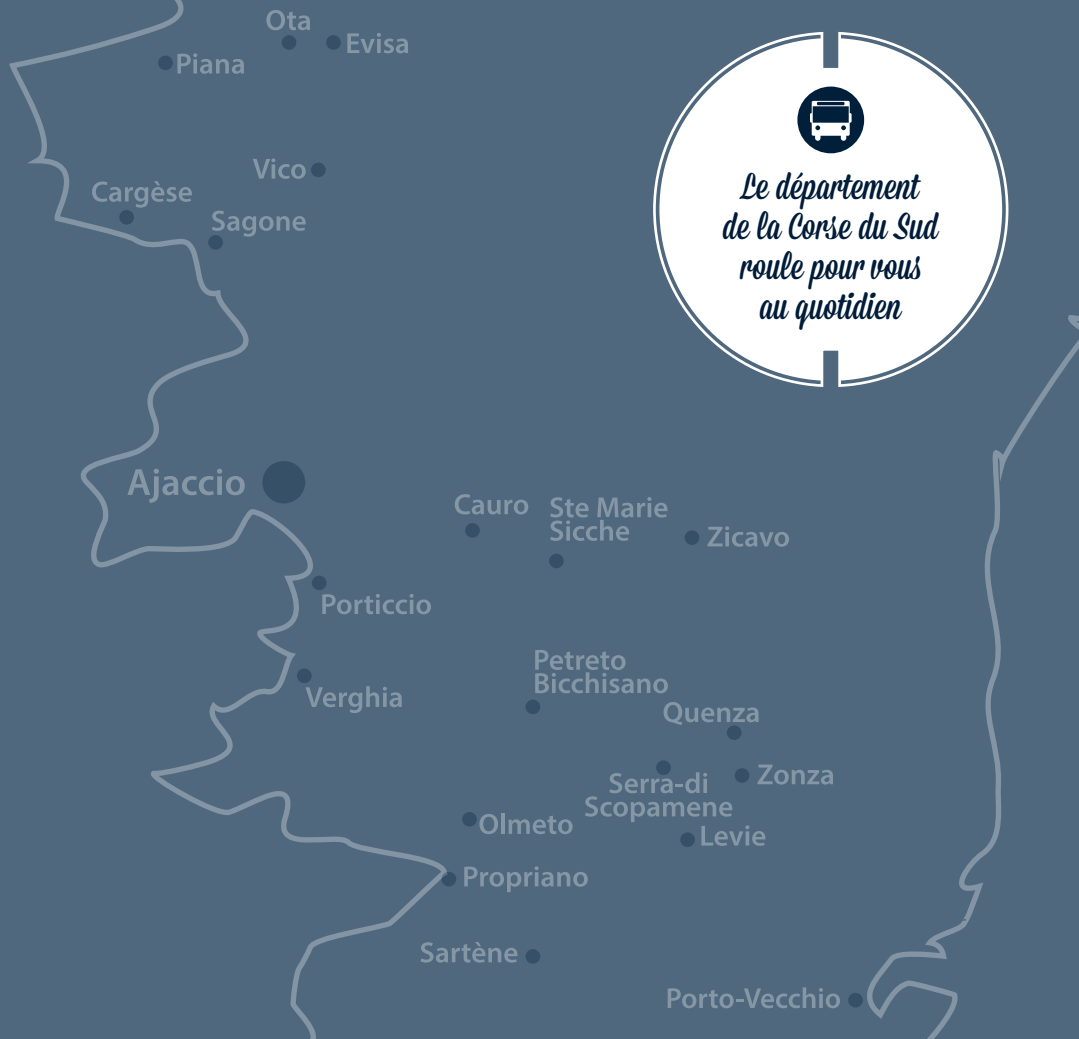 Ota
Evisa
Piana
Le département
de la Corse du Sud
roule pour vous
au quotidien
Vico
Cargèse
Sagone
Ajaccio
Cauro
Ste Marie
Sicche
Zicavo
Porticcio
Petreto
Bicchisano
Verghia
Quenza
Serra-di
Scopamene
Zonza
Olmeto
Levie
Propriano
Sartène
Porto-Vecchio